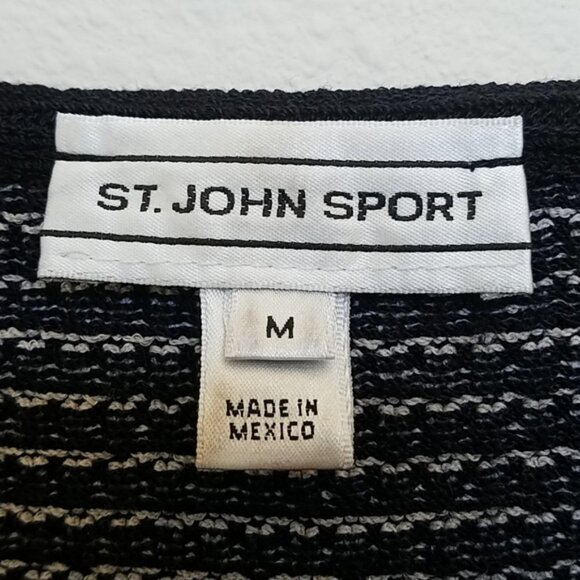 ST. JOHN SPORT
M
MADE IN
MEXICO